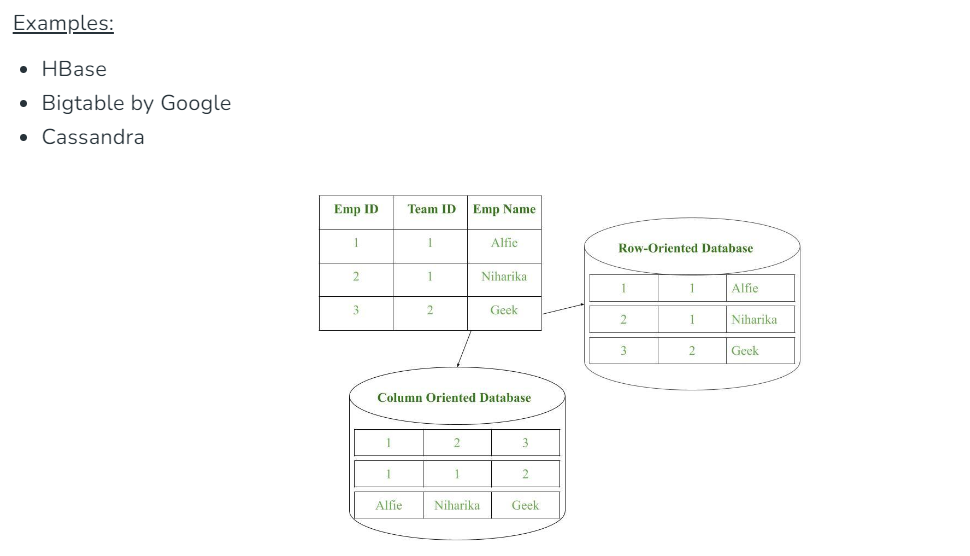 Examples:
HBase
Bigtable by Google
Cassandra
Emp ID Team ID Emp Name
1 1 Alfie
2 1 Niharika
3 2 Geek
Row-Oriented Database
1 1 Alfie
2 1 Niharika
3 2 Geek
Column Oriented Database
1 2 3
1 1 2
Alfie Niharika Geek